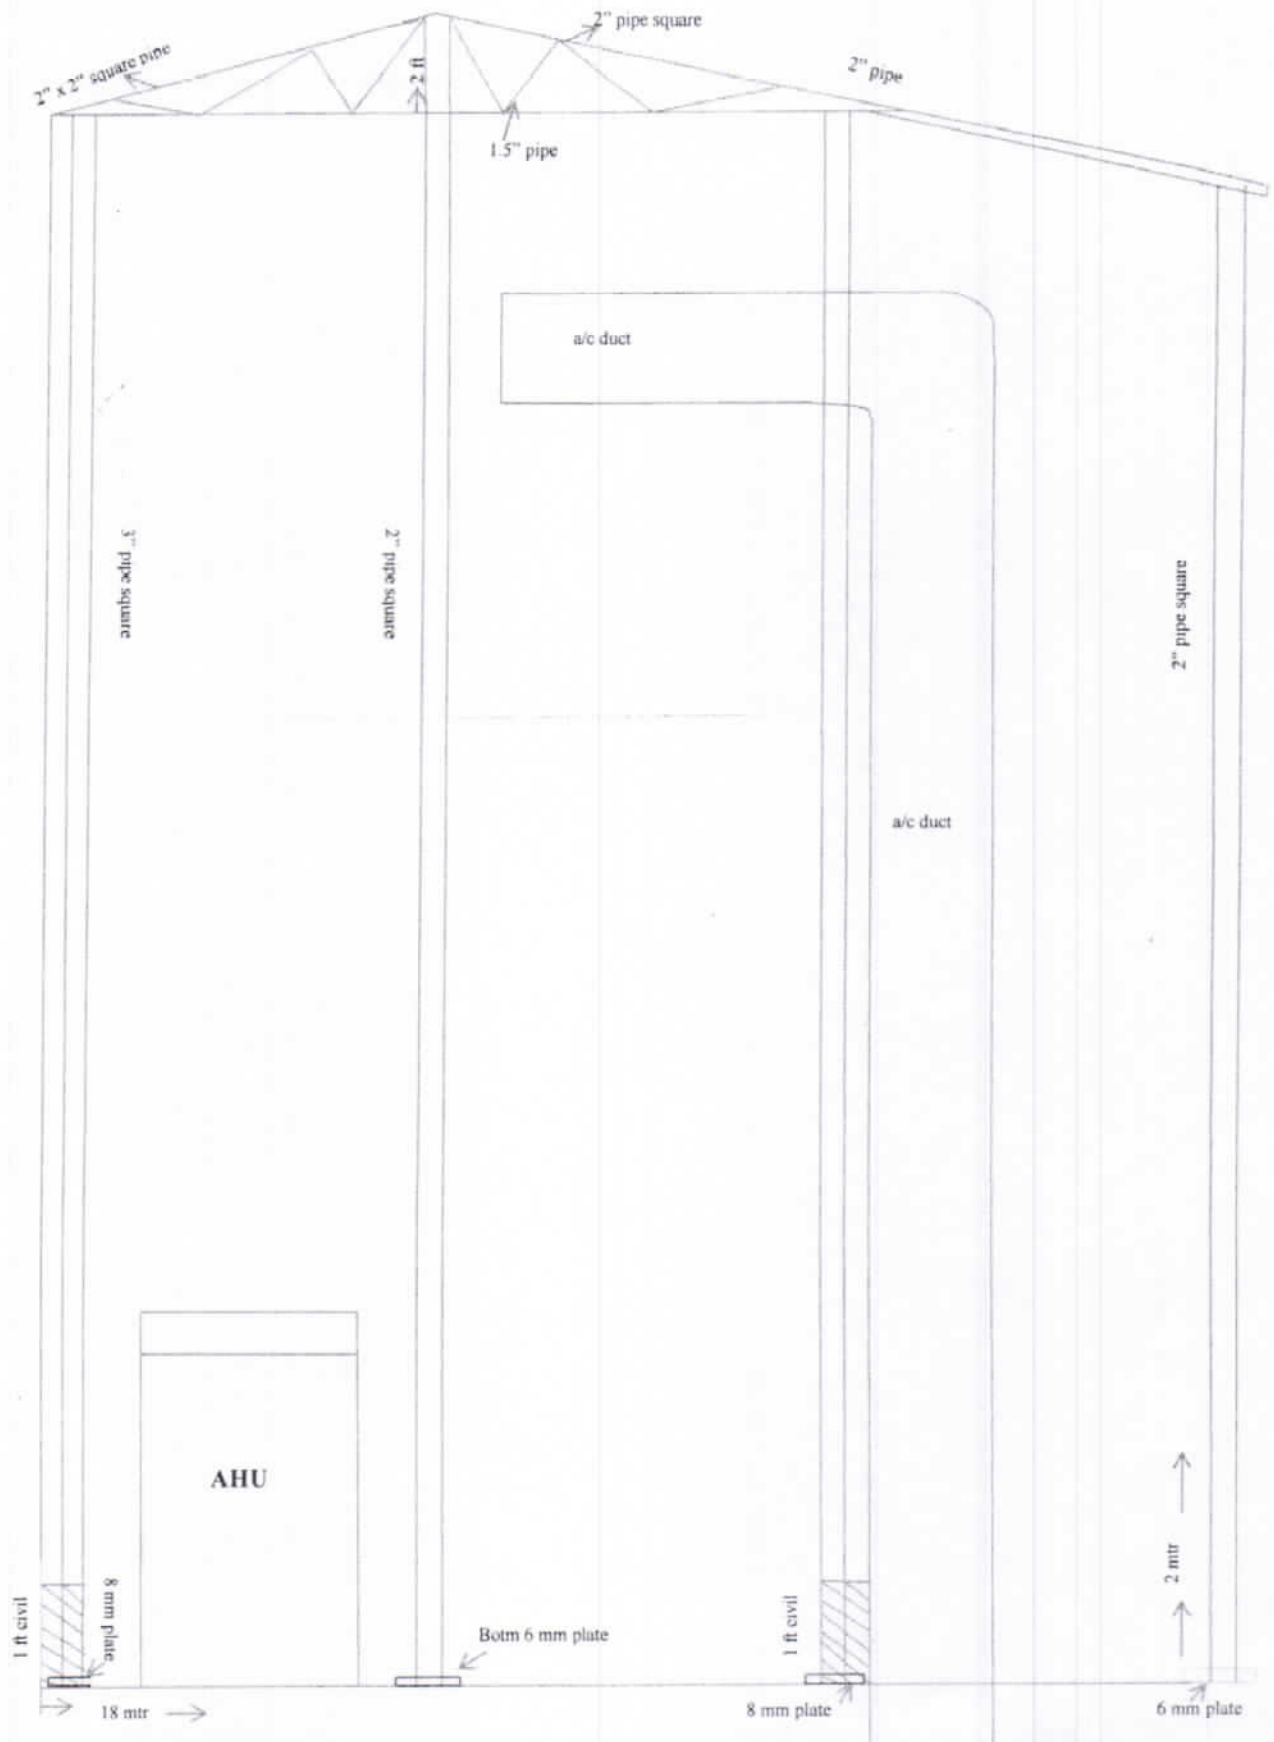 2" pipe square
2" x 2" square pipe
2" pipe
2 ft
1.5" pipe
a/c duct
3" pipe square
2" pipe square
2" pipe square
a/c duct
AHU
1 ft civil
8 mm plate
Botm 6 mm plate
1 ft civil
2 mtr
18 mtr
8 mm plate
6 mm plate